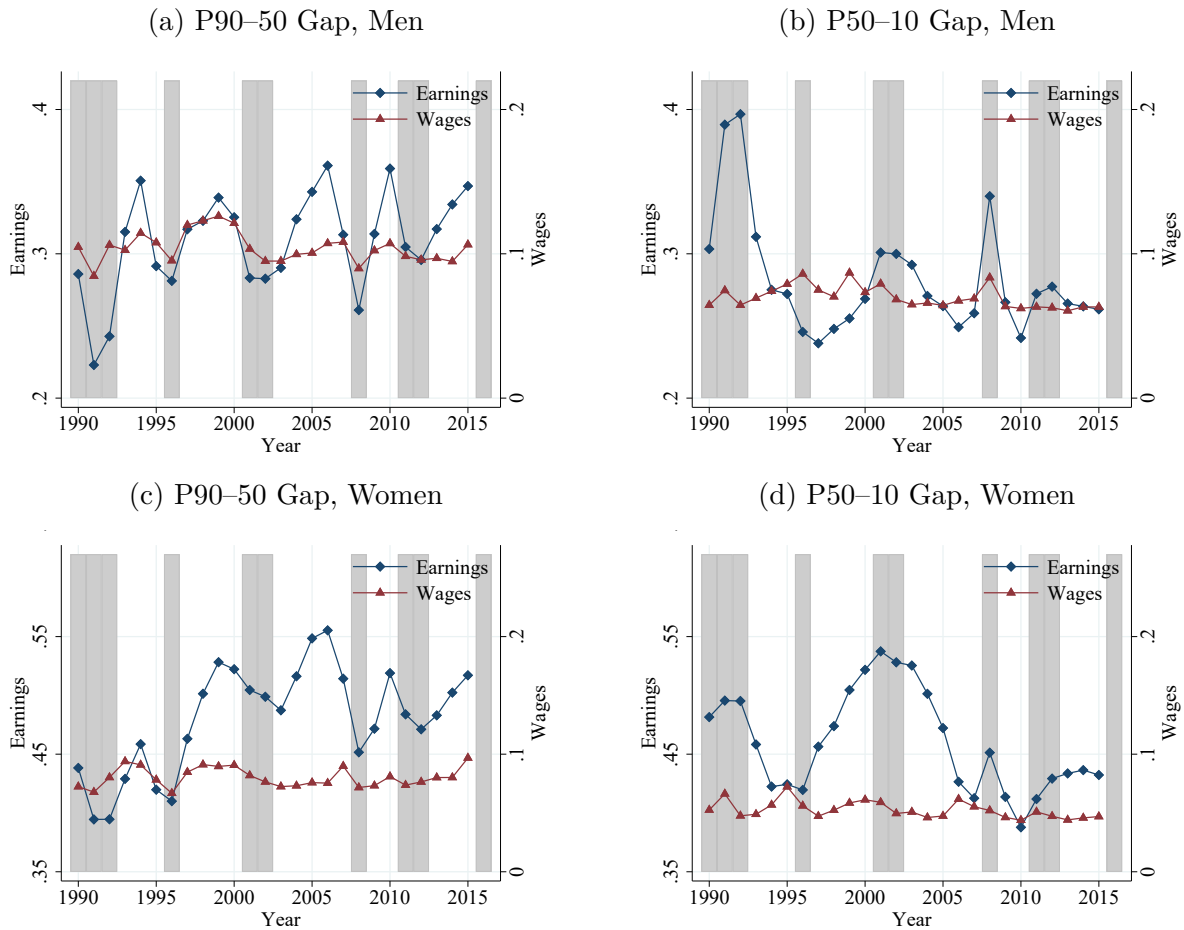 (a) P90–50 Gap, Men
.4
.3
.2
Earnings
.2
.1
0
Wages
Earnings
Wages
1990 1995 2000 2005 2010 2015
Year
(b) P50–10 Gap, Men
.4
.3
.2
Earnings
.2
.1
0
Wages
Earnings
Wages
1990 1995 2000 2005 2010 2015
Year
(c) P90–50 Gap, Women
.55
.45
.35
Earnings
.2
.1
0
Wages
Earnings
Wages
1990 1995 2000 2005 2010 2015
Year
(d) P50–10 Gap, Women
.55
.45
.35
Earnings
.2
.1
0
Wages
Earnings
Wages
1990 1995 2000 2005 2010 2015
Year